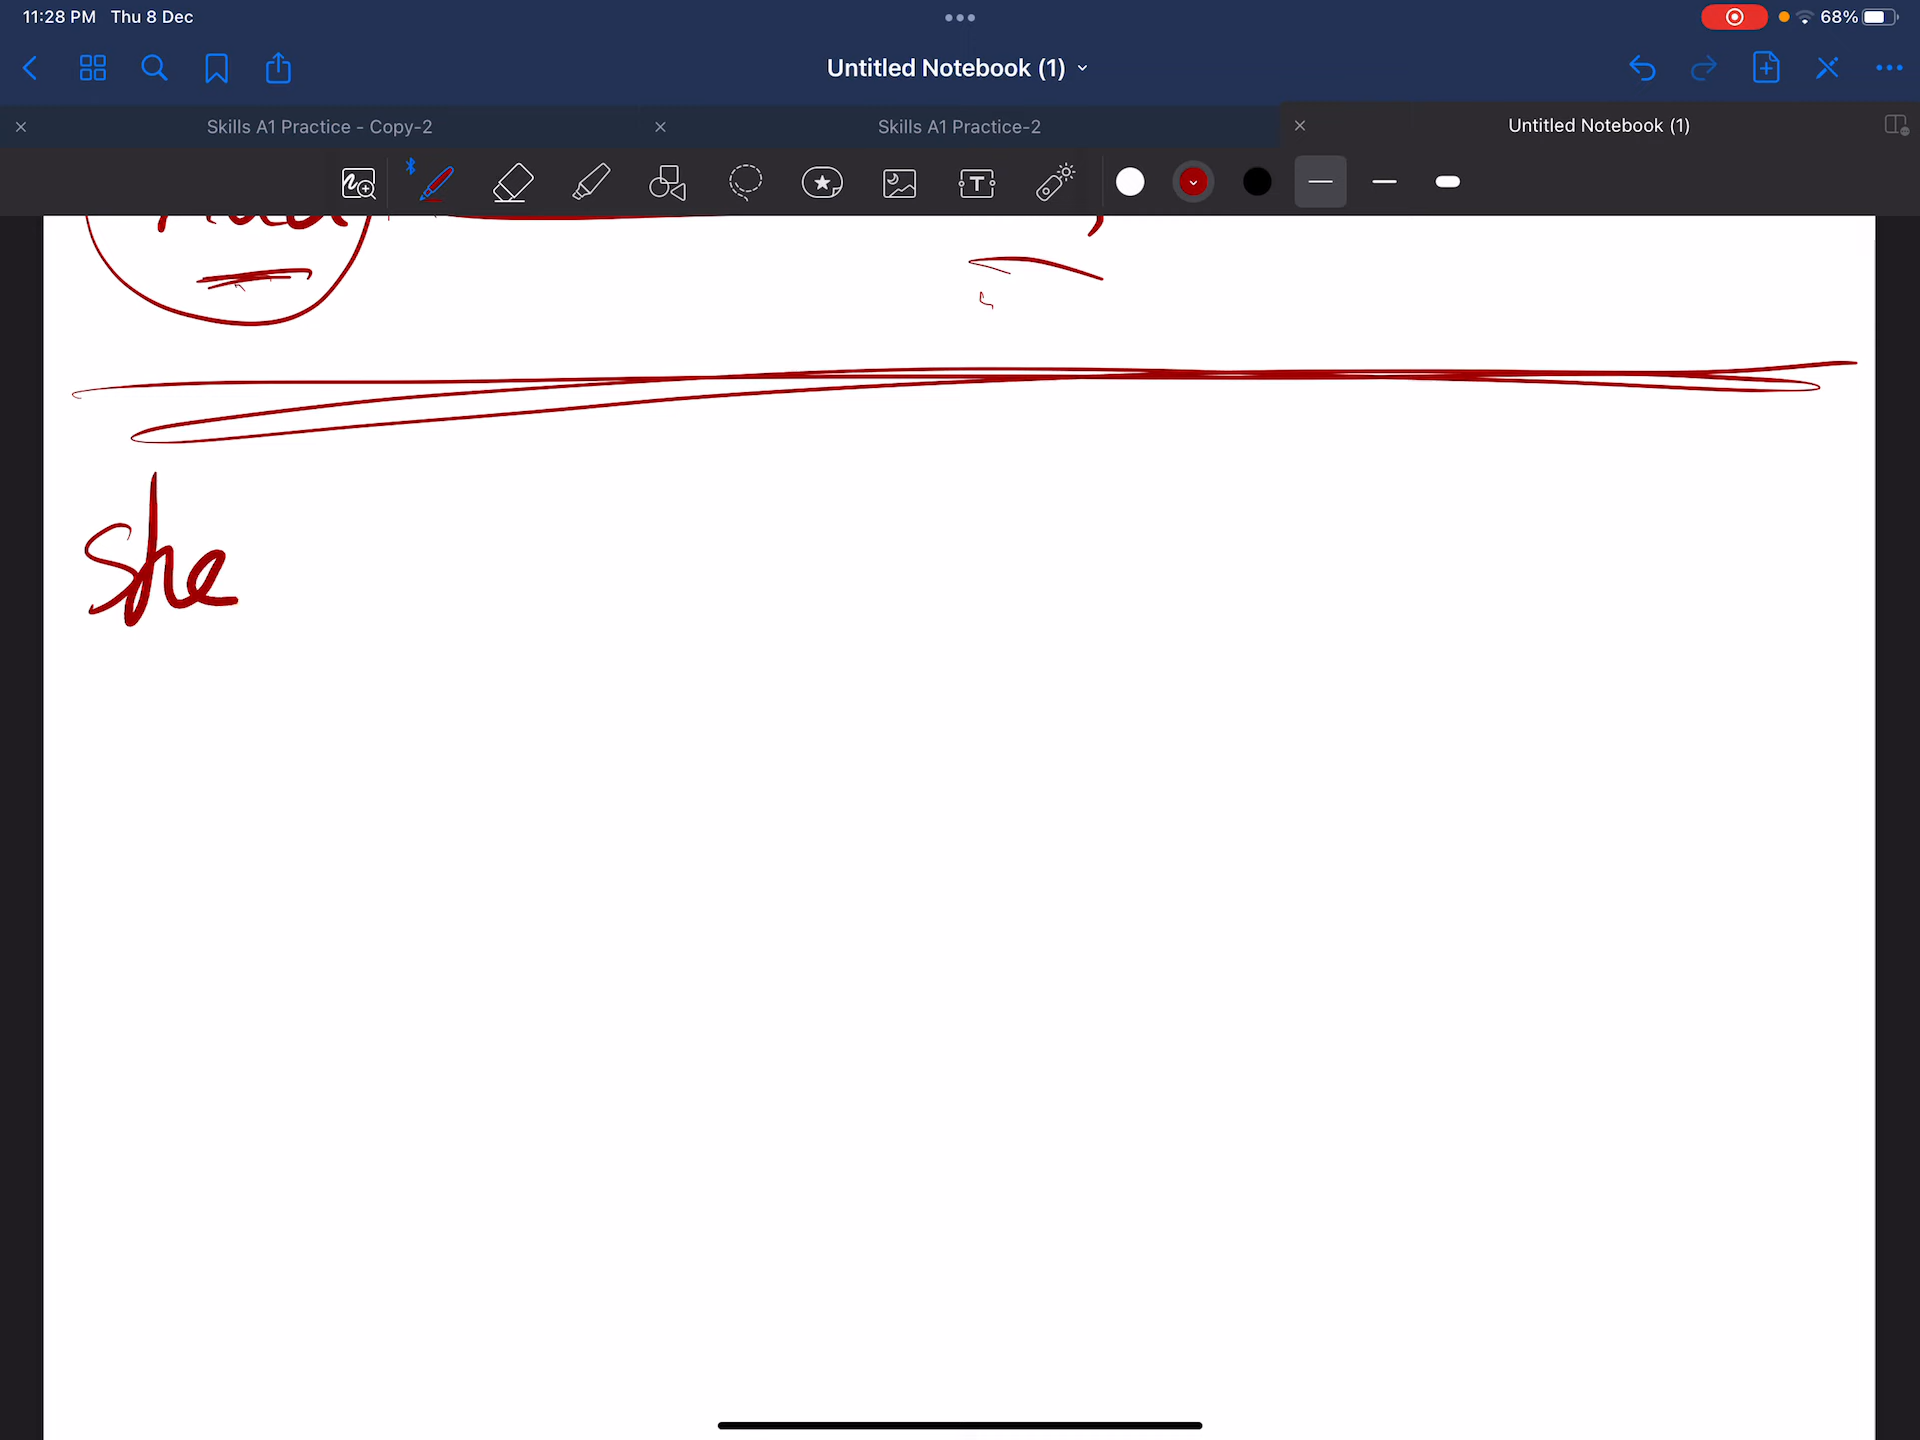 11:28 PM Thu 8 Dec
68%
Untitled Notebook (1)
Skills A1 Practice - Copy-2
Skills A1 Practice-2
Untitled Notebook (1)
She